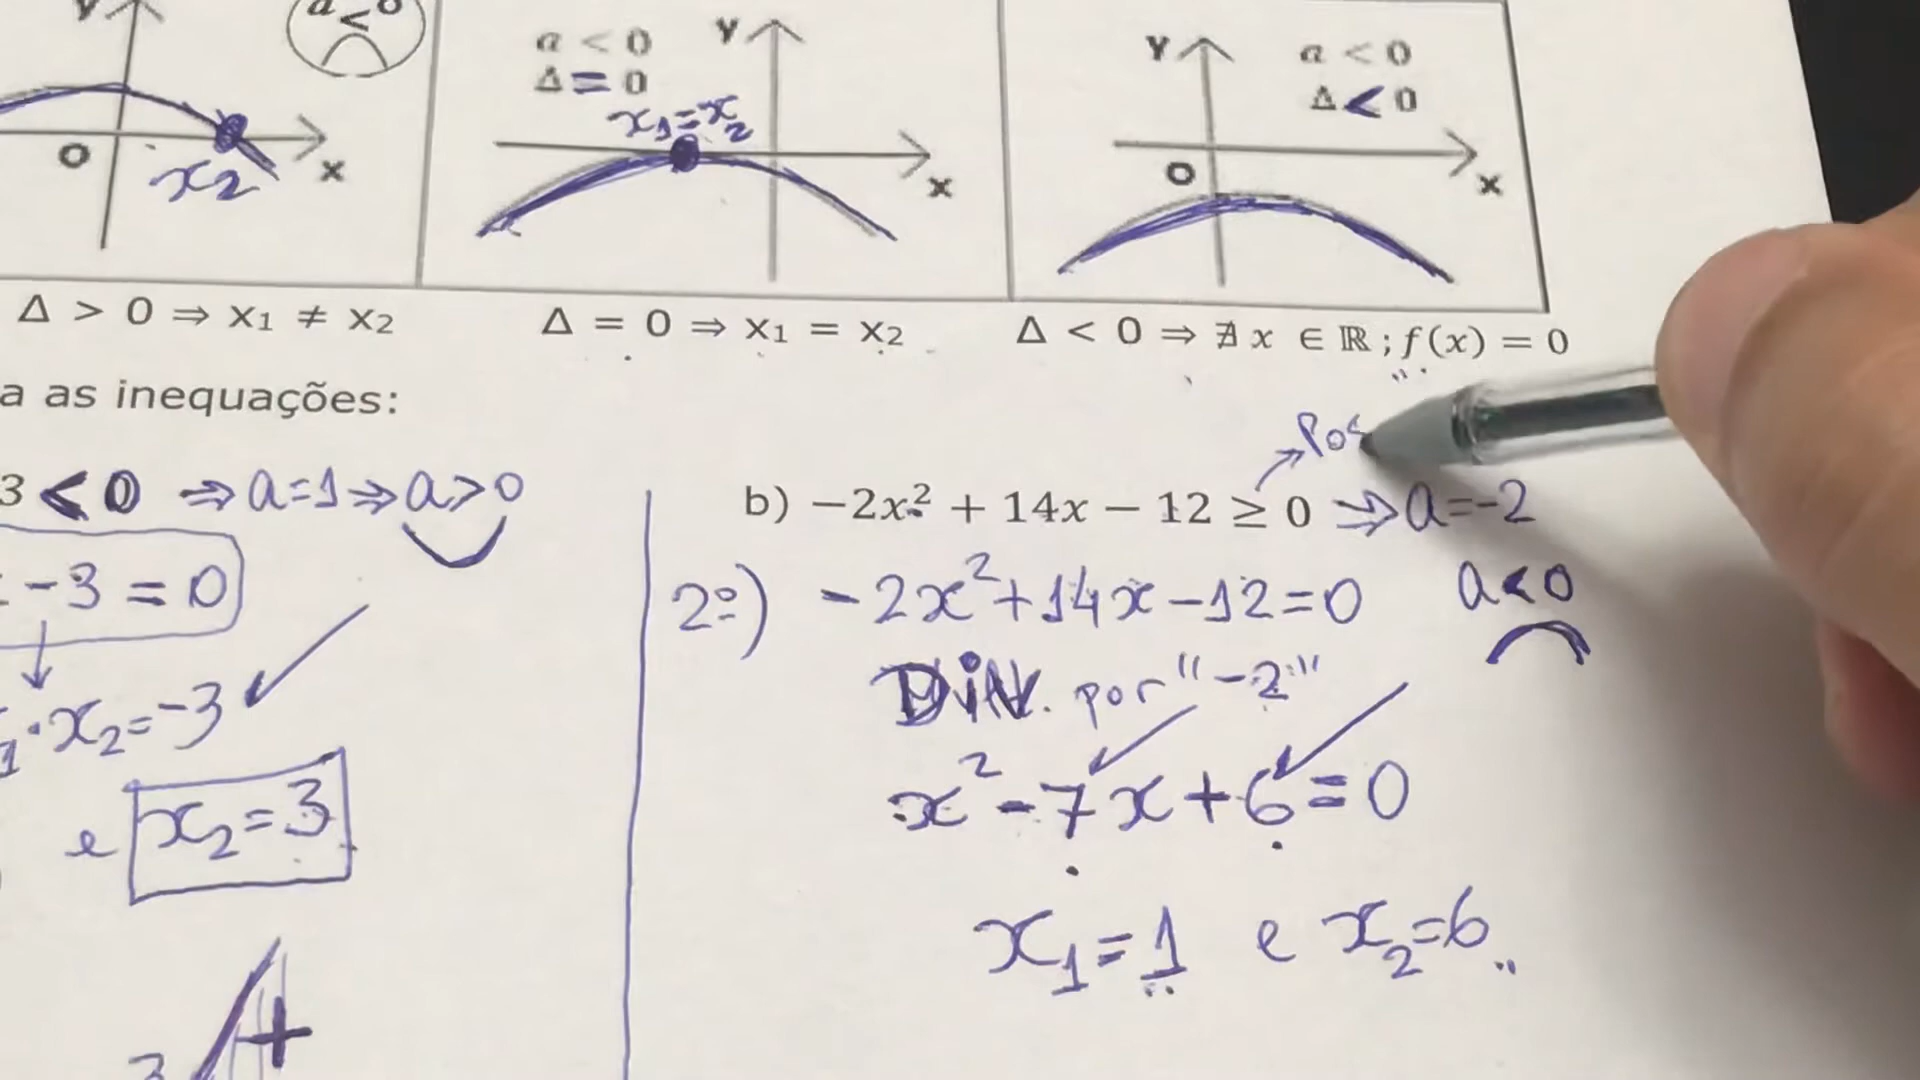 y
a < 0
O
x
x2
a < 0
Δ = 0
x1 = x2
y
x
y
a < 0
Δ < 0
O
x
Δ > 0 ⇒ x1 ≠ x2
Δ = 0 ⇒ x1 = x2
Δ < 0 ⇒ ∄ x ∈ ℝ ; f(x) = 0
a as inequações:
3 < 0 ⇒ a=1 ⇒ a>0
- 3 = 0
1 · x2 = -3
e x2 = 3
+
Pos
b) −2x² + 14x − 12 ≥ 0 ⇒ a=-2
2º) -2x²+14x-12=0
a<0
Div. por "-2"
x² - 7x + 6 = 0
x1 = 1 e x2 = 6